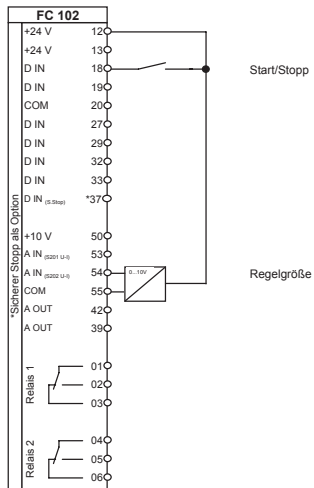 FC 102
+24 V 12
+24 V 13
D IN 18 Start/Stopp
D IN 19
COM 20
D IN 27
D IN 29
D IN 32
D IN 33
D IN (S.Stop) *37
*Sicherer Stopp als Option
+10 V 50
A IN (S201 U-I) 53
A IN (S202 U-I) 54 0...10V Regelgröße
COM 55
A OUT 42
A OUT 39
Relais 1
01
02
03
Relais 2
04
05
06